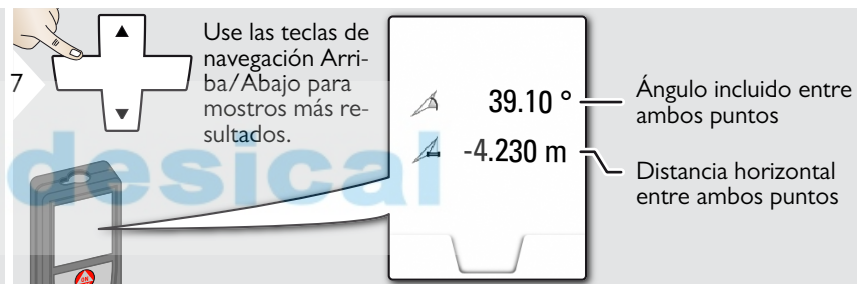 7
Use las teclas de
navegación Arri-
ba/Abajo para
mostros más re-
sultados.
39.10 °
-4.230 m
Ángulo incluido entre
ambos puntos
Distancia horizontal
entre ambos puntos
desical
ON